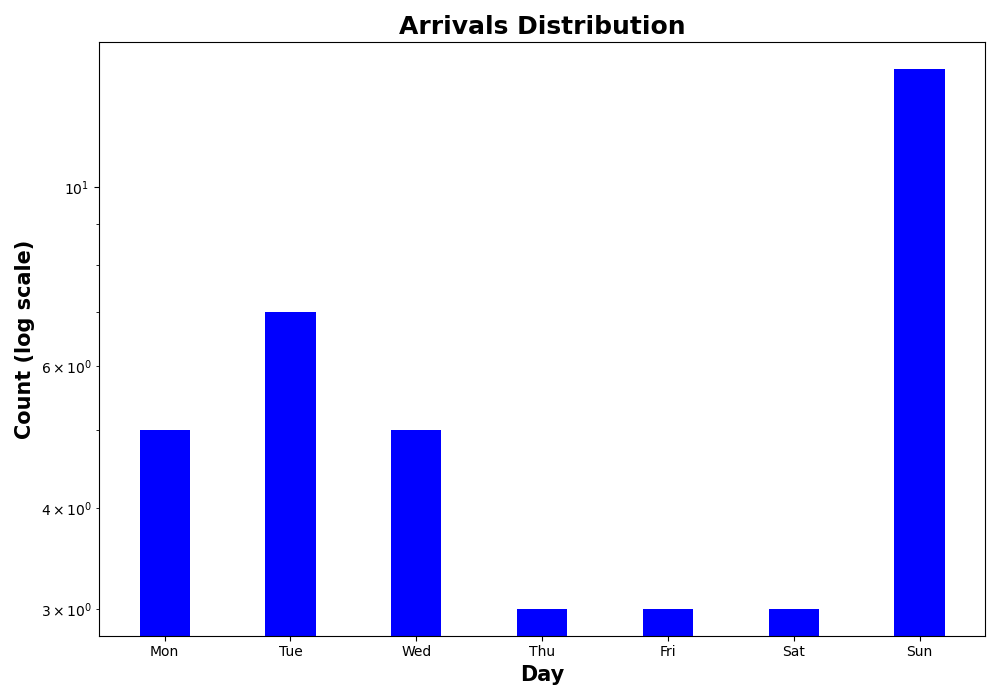 Arrivals Distribution
Count (log scale)
10¹
6 × 10⁰
4 × 10⁰
3 × 10⁰
Mon Tue Wed Thu Fri Sat Sun
Day